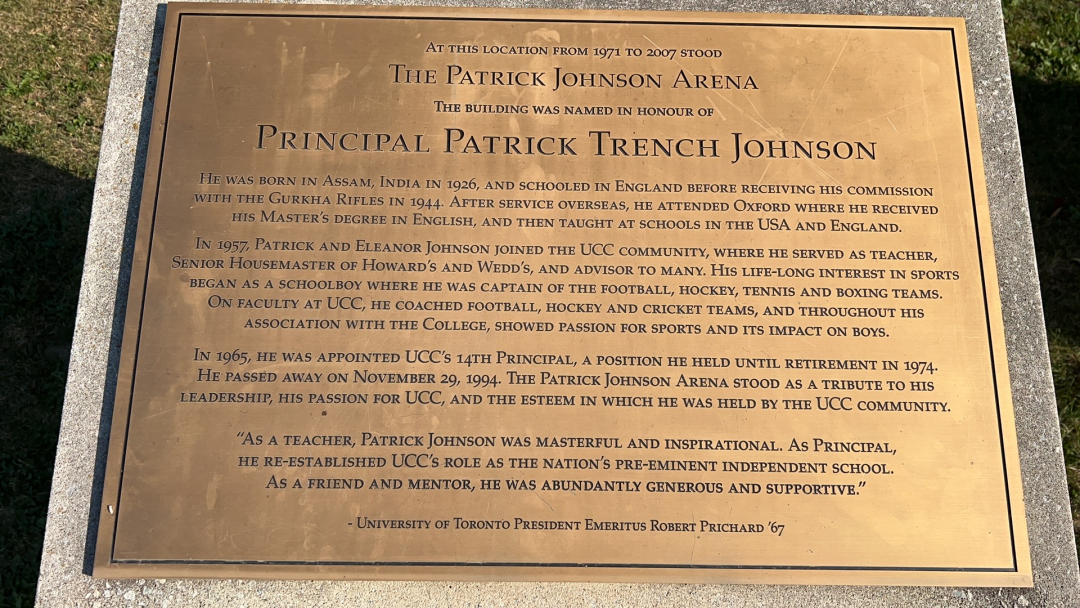 At this location from 1971 to 2007 stood
The Patrick Johnson Arena
The building was named in honour of
Principal Patrick Trench Johnson
He was born in Assam, India in 1926, and schooled in England before receiving his commission
with the Gurkha Rifles in 1944. After service overseas, he attended Oxford where he received
his Master's degree in English, and then taught at schools in the USA and England.
In 1957, Patrick and Eleanor Johnson joined the UCC community, where he served as teacher,
Senior Housemaster of Howard's and Wedd's, and advisor to many. His life-long interest in sports
began as a schoolboy where he was captain of the football, hockey, tennis and boxing teams.
On faculty at UCC, he coached football, hockey and cricket teams, and throughout his
association with the College, showed passion for sports and its impact on boys.
In 1965, he was appointed UCC's 14th Principal, a position he held until retirement in 1974.
He passed away on November 29, 1994. The Patrick Johnson Arena stood as a tribute to his
leadership, his passion for UCC, and the esteem in which he was held by the UCC community.
"As a teacher, Patrick Johnson was masterful and inspirational. As Principal,
he re-established UCC's role as the nation's pre-eminent independent school.
As a friend and mentor, he was abundantly generous and supportive."
- University of Toronto President Emeritus Robert Prichard '67